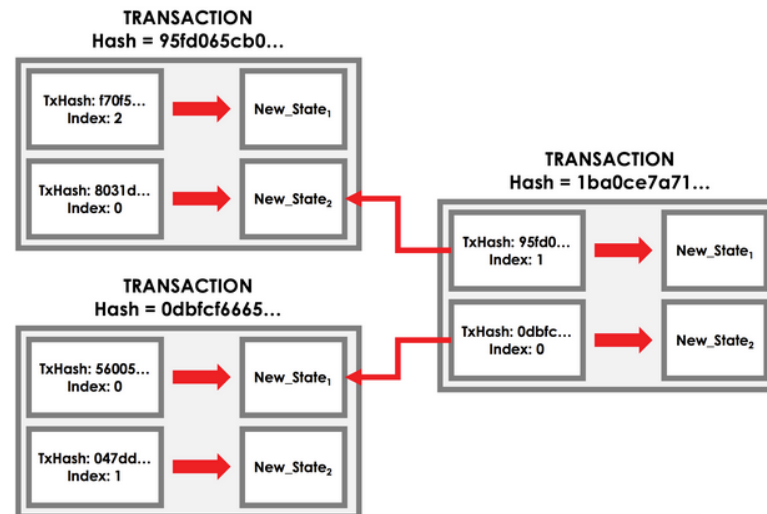 TRANSACTION
Hash = 95fd065cb0...
TxHash: f70f5...
Index: 2
New_State₁
TxHash: 8031d...
Index: 0
New_State₂
TRANSACTION
Hash = 0dbfcf6665...
TxHash: 56005...
Index: 0
New_State₁
TxHash: 047dd...
Index: 1
New_State₂
TRANSACTION
Hash = 1ba0ce7a71...
TxHash: 95fd0...
Index: 1
New_State₁
TxHash: 0dbfc...
Index: 0
New_State₂